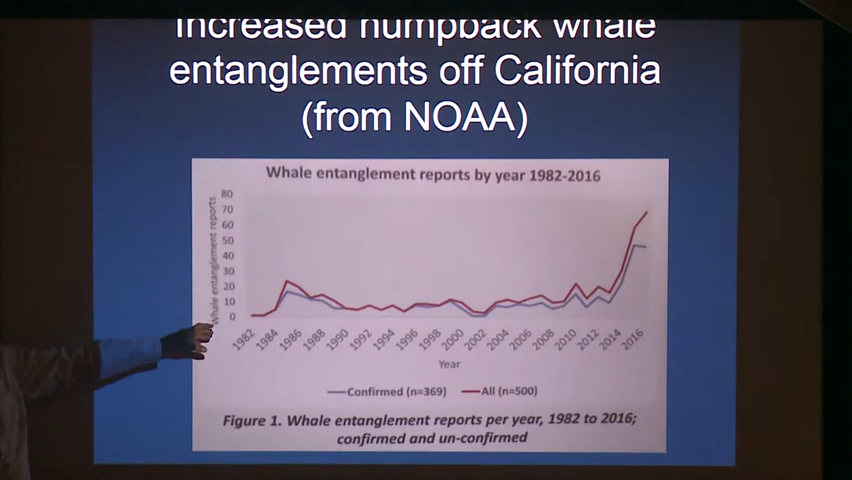 Increased humpback whale
entanglements off California
(from NOAA)
Whale entanglement reports by year 1982-2016
Whale entanglement reports
80
70
60
50
40
30
20
10
0
1982
1984
1986
1988
1990
1992
1994
1996
1998
2000
2002
2004
2006
2008
2010
2012
2014
2016
Year
Confirmed (n=369)
All (n=500)
Figure 1. Whale entanglement reports per year, 1982 to 2016;
confirmed and un-confirmed